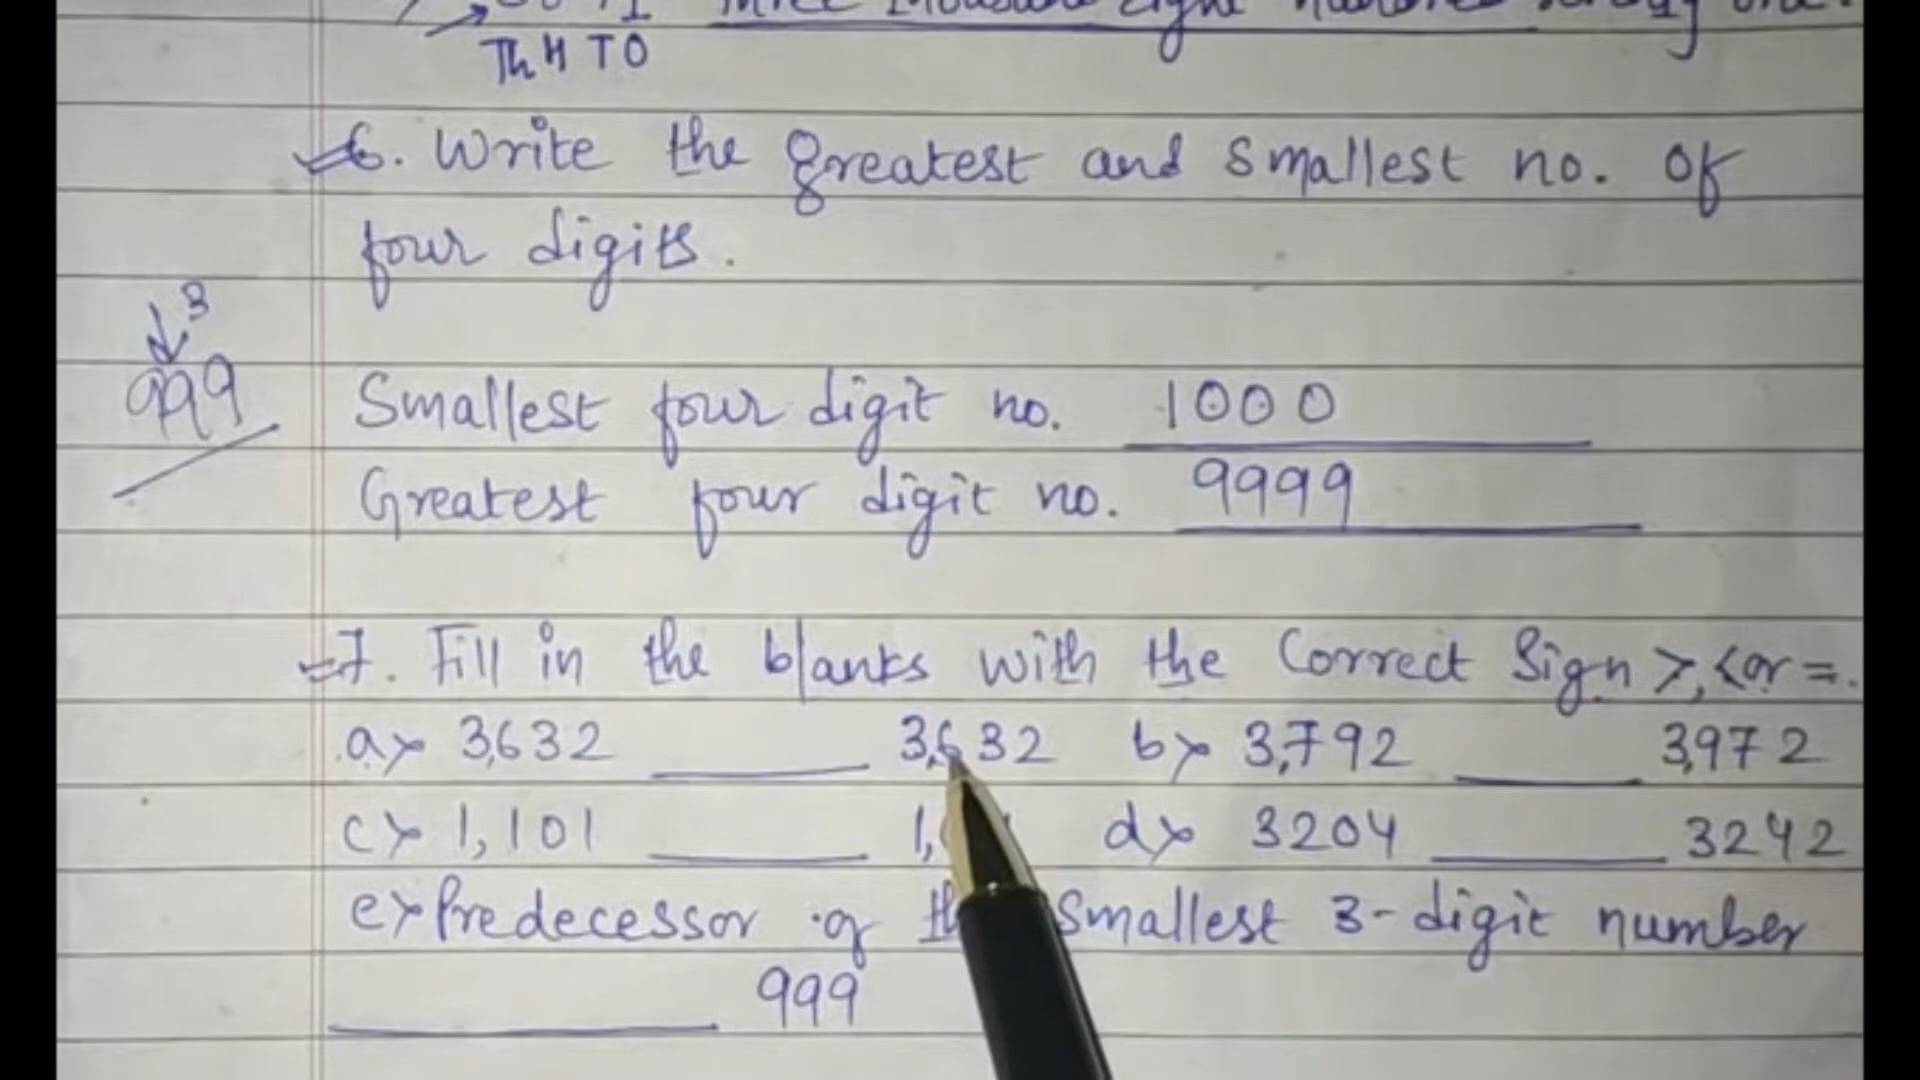 Th H T O
6. Write the greatest and smallest no. of
four digits.
3
999
Smallest four digit no. 1000
Greatest four digit no. 9999
7. Fill in the blanks with the correct sign >, < or =.
a) 3,632 ______ 3,632 b) 3,792 ______ 3,972
c) 1,101 ______ d) 3204 ______ 3242
e) Predecessor of the smallest 3-digit number
______ 999